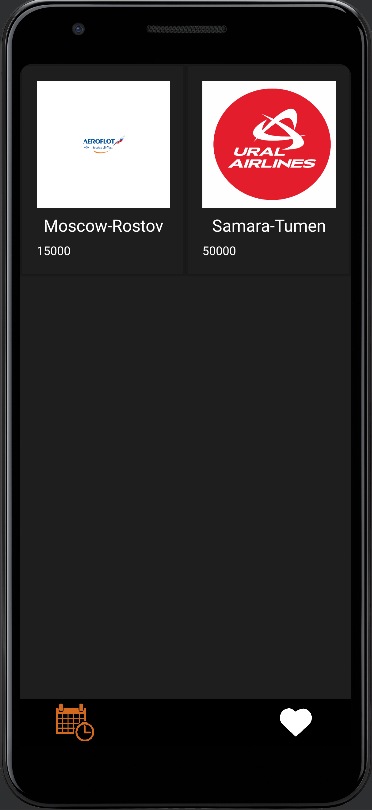 AEROFLOT
URAL
AIRLINES
Moscow-Rostov
Samara-Tumen
15000
50000